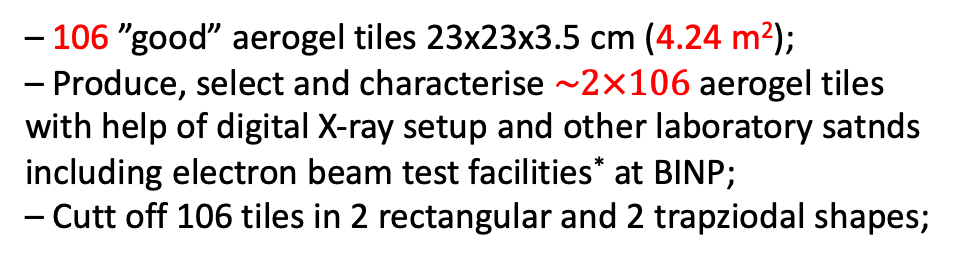 – 106 ”good” aerogel tiles 23x23x3.5 cm (4.24 m²);
– Produce, select and characterise ~2×106 aerogel tiles
with help of digital X-ray setup and other laboratory satnds
including electron beam test facilities* at BINP;
– Cutt off 106 tiles in 2 rectangular and 2 trapziodal shapes;